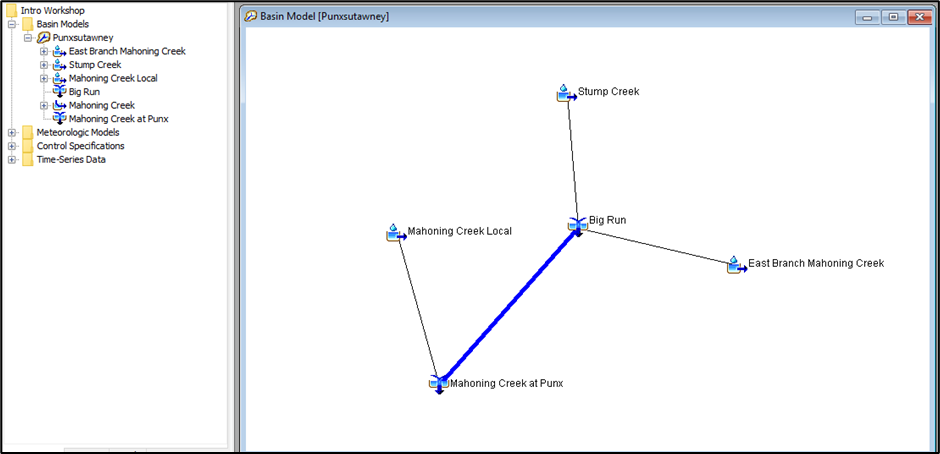 Intro Workshop
Basin Models
Punxsutawney
East Branch Mahoning Creek
Stump Creek
Mahoning Creek Local
Big Run
Mahoning Creek
Mahoning Creek at Punx
Meteorologic Models
Control Specifications
Time-Series Data
Basin Model [Punxsutawney]
Stump Creek
Big Run
Mahoning Creek Local
East Branch Mahoning Creek
Mahoning Creek at Punx